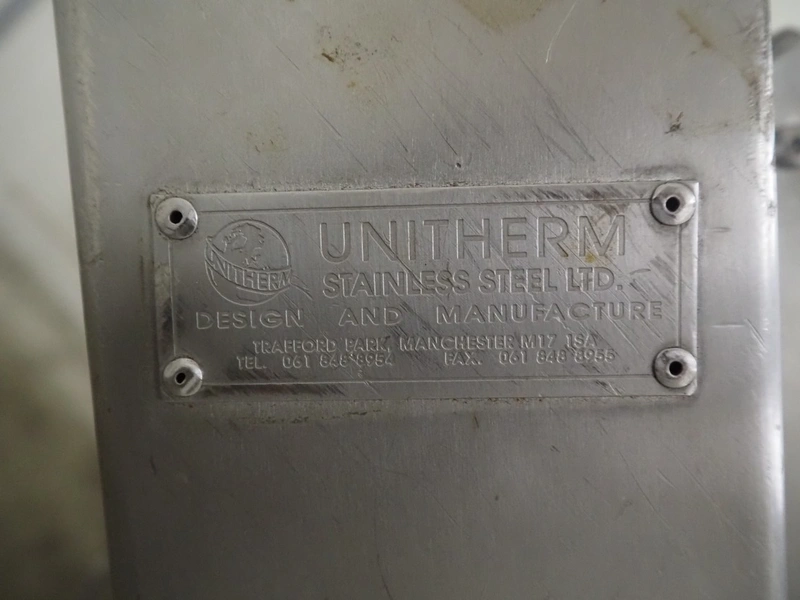 UNITHERM
UNITHERM
STAINLESS STEEL LTD.
DESIGN AND MANUFACTURE
TRAFFORD PARK, MANCHESTER M17 1SA
TEL. 061 848 8954 FAX. 061 848 8955